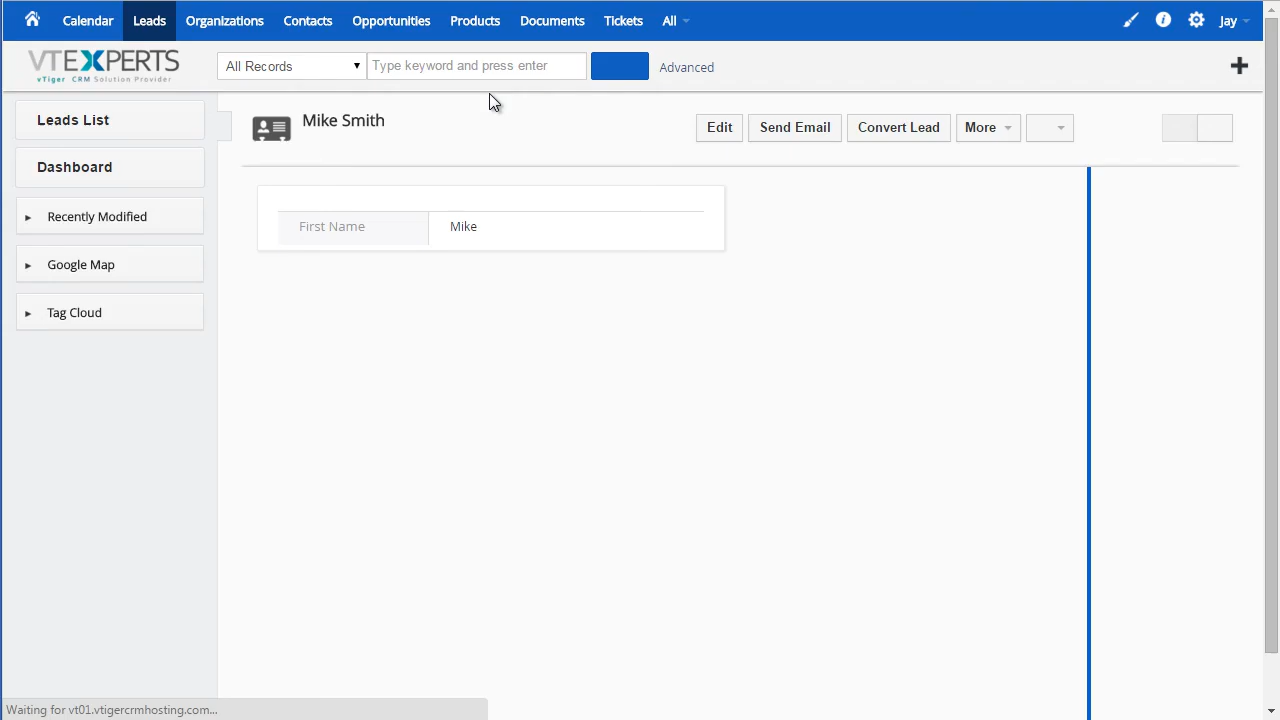 Calendar Leads Organizations Contacts Opportunities Products Documents Tickets All Jay
VTEXPERTS
vTiger CRM Solution Provider
All Records Type keyword and press enter Advanced
Leads List
Mike Smith
Edit Send Email Convert Lead More
Dashboard
Recently Modified
First Name Mike
Google Map
Tag Cloud
Waiting for vt01.vtigercrmhosting.com...